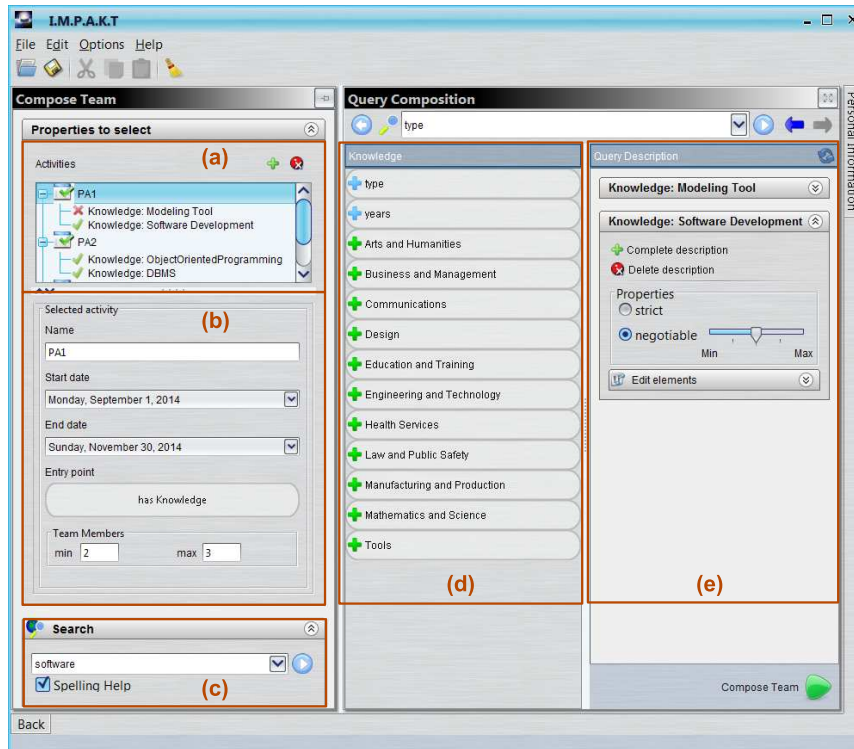 I.M.P.A.K.T
File Edit Options Help
Compose Team
Properties to select
(a)
Activities
PA1
Knowledge: Modeling Tool
Knowledge: Software Development
PA2
Knowledge: ObjectOrientedProgramming
Knowledge: DBMS
(b)
Selected activity
Name
PA1
Start date
Monday, September 1, 2014
End date
Sunday, November 30, 2014
Entry point
has Knowledge
Team Members
min 2 max 3
Search
software
Spelling Help
(c)
Back
Query Composition
type
Knowledge
type
years
Arts and Humanities
Business and Management
Communications
Design
Education and Training
Engineering and Technology
Health Services
Law and Public Safety
Manufacturing and Production
Mathematics and Science
Tools
(d)
Query Description
Knowledge: Modeling Tool
Knowledge: Software Development
Complete description
Delete description
Properties
strict
negotiable
Min Max
Edit elements
(e)
Compose Team
Personal Information